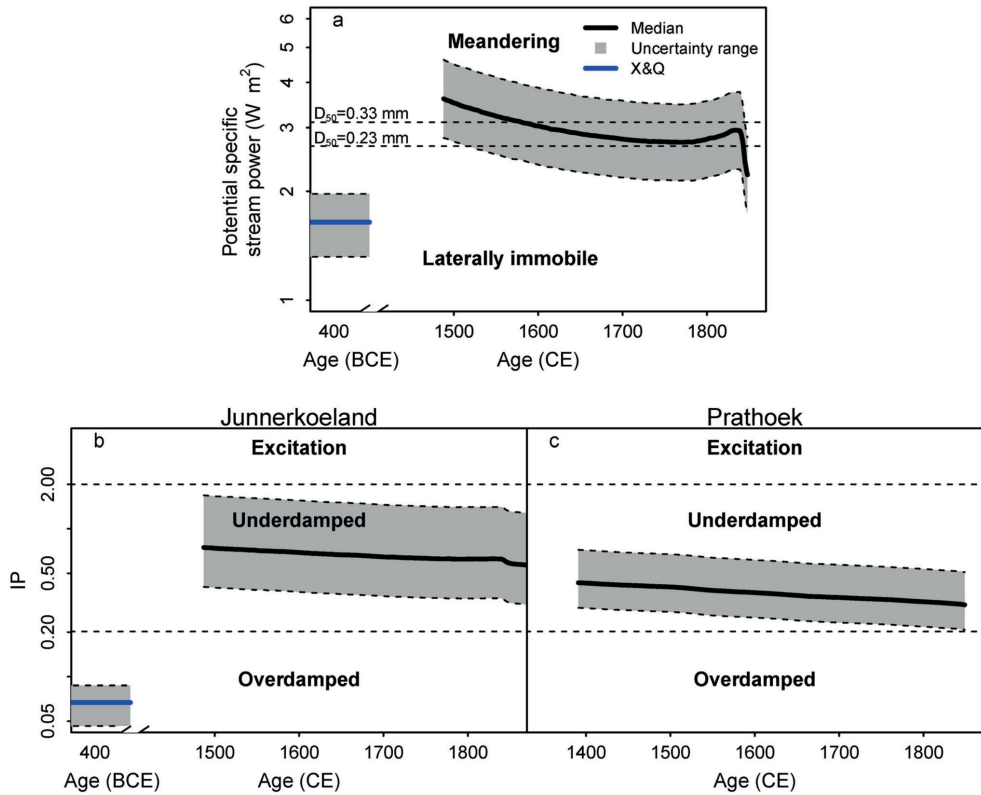 a
Meandering
Median
Uncertainty range
X&Q
D50=0.33 mm
D50=0.23 mm
Laterally immobile
Potential specific
stream power (W m²)
6
5
4
3
2
1
400
1500
1600
1700
1800
Age (BCE)
Age (CE)
Junnerkoeland
Prathoek
b
Excitation
c
Excitation
Underdamped
Underdamped
Overdamped
Overdamped
IP
2.00
0.50
0.20
0.05
400
1500
1600
1700
1800
1400
1500
1600
1700
1800
Age (BCE)
Age (CE)
Age (CE)